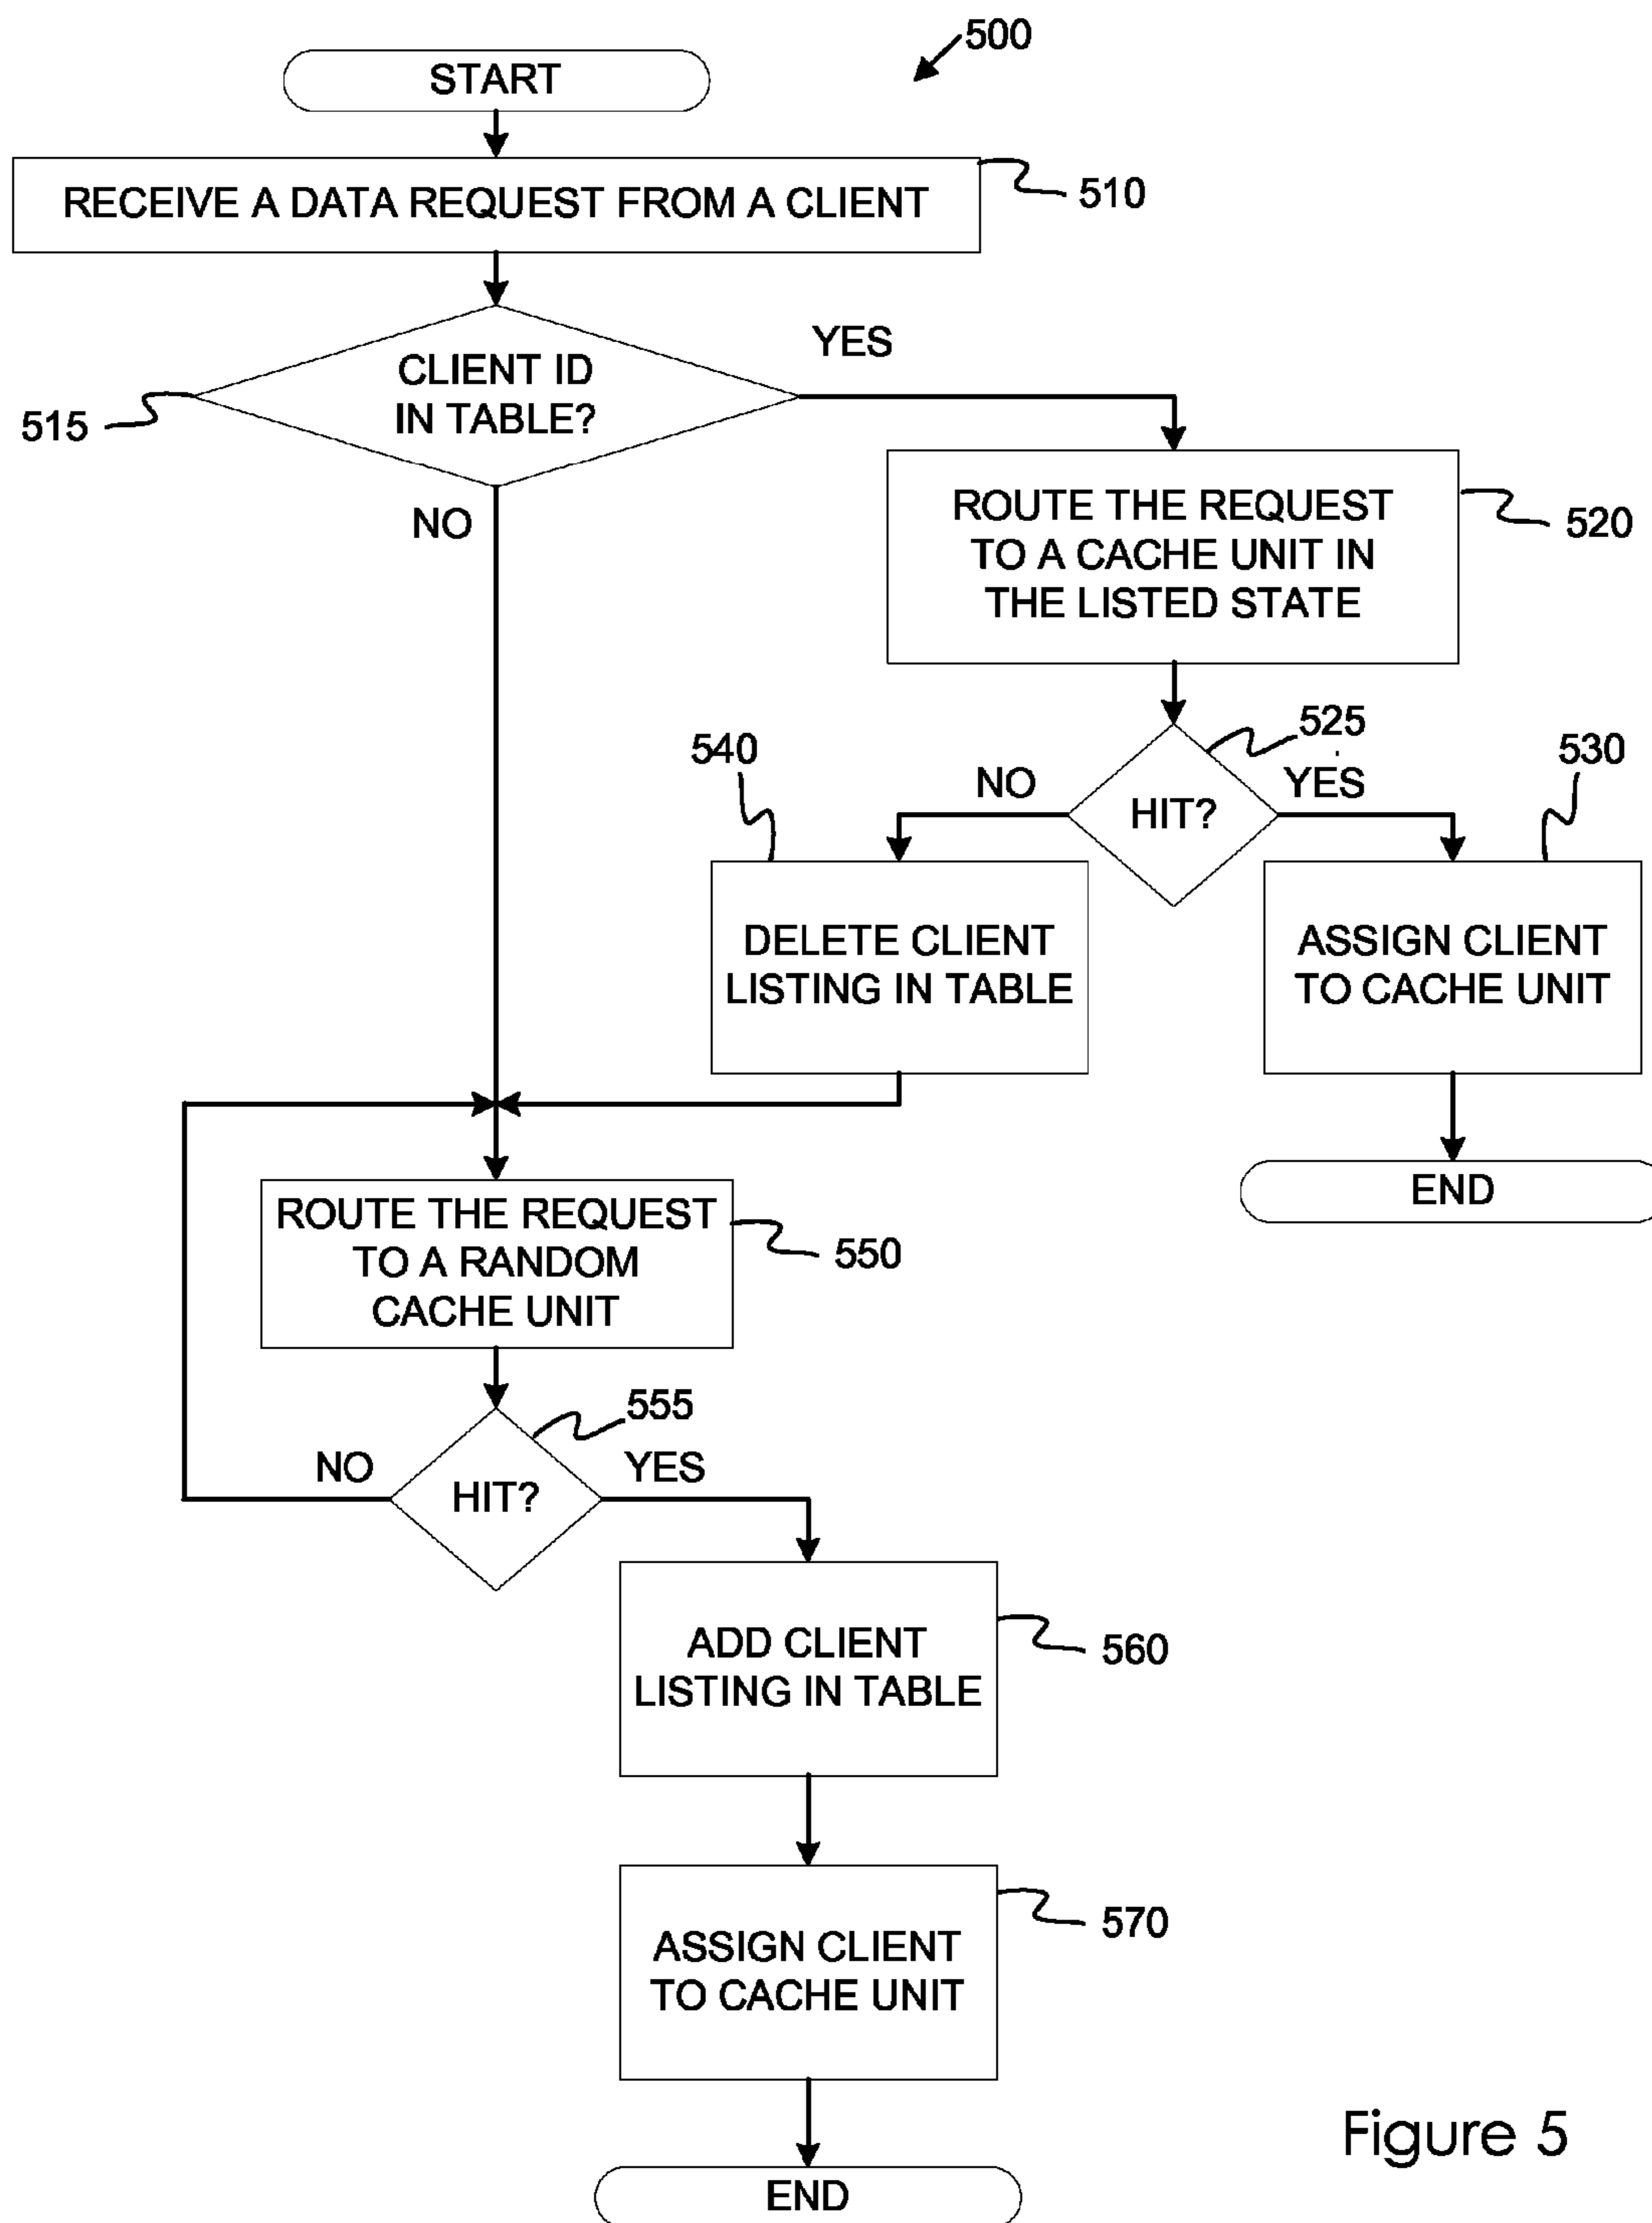 500
START
RECEIVE A DATA REQUEST FROM A CLIENT
510
CLIENT ID
IN TABLE?
515
YES
NO
ROUTE THE REQUEST
TO A CACHE UNIT IN
THE LISTED STATE
520
525
HIT?
NO
YES
540
530
DELETE CLIENT
LISTING IN TABLE
ASSIGN CLIENT
TO CACHE UNIT
END
ROUTE THE REQUEST
TO A RANDOM
CACHE UNIT
550
555
HIT?
NO
YES
ADD CLIENT
LISTING IN TABLE
560
ASSIGN CLIENT
TO CACHE UNIT
570
END
Figure 5